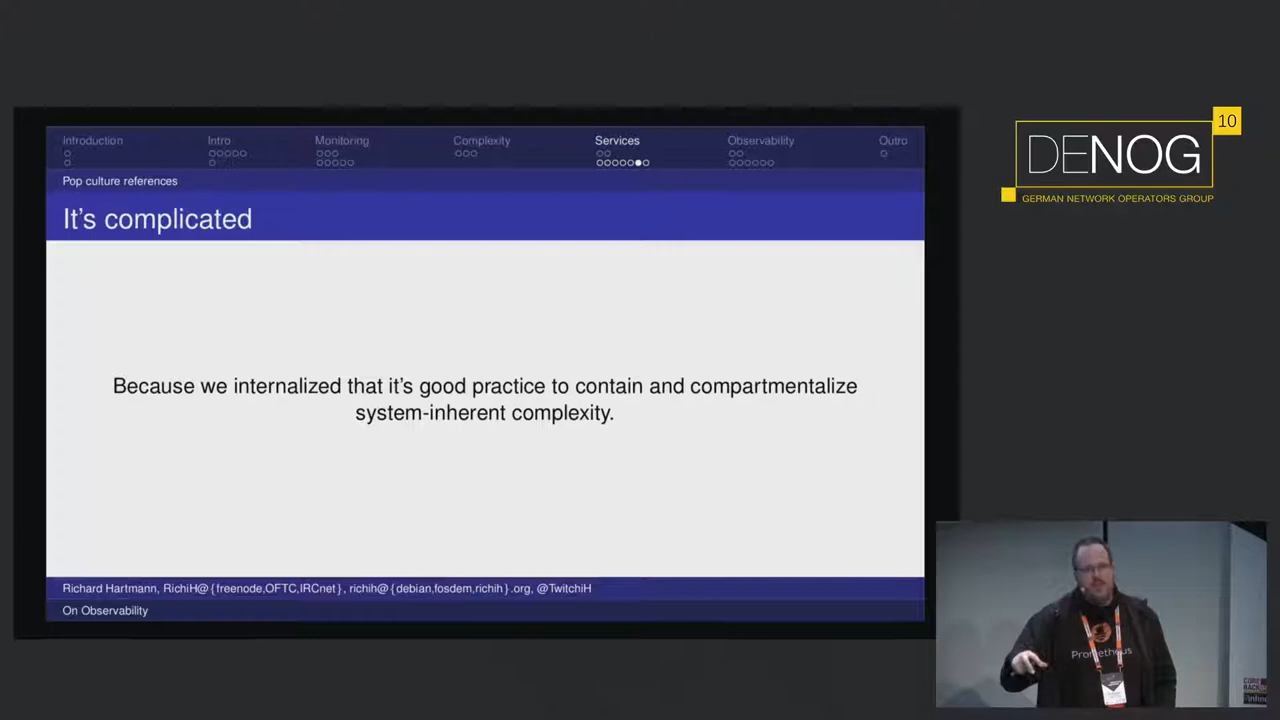 Introduction
Intro
Monitoring
Complexity
Services
Observability
Outro
Pop culture references
It's complicated
Because we internalized that it's good practice to contain and compartmentalize
system-inherent complexity.
Richard Hartmann, RichiH@{freenode,OFTC,IRCnet}, richih@{debian,fosdem,richih}.org, @TwitchiH
On Observability
10
DENOG
GERMAN NETWORK OPERATORS GROUP
Prometheus